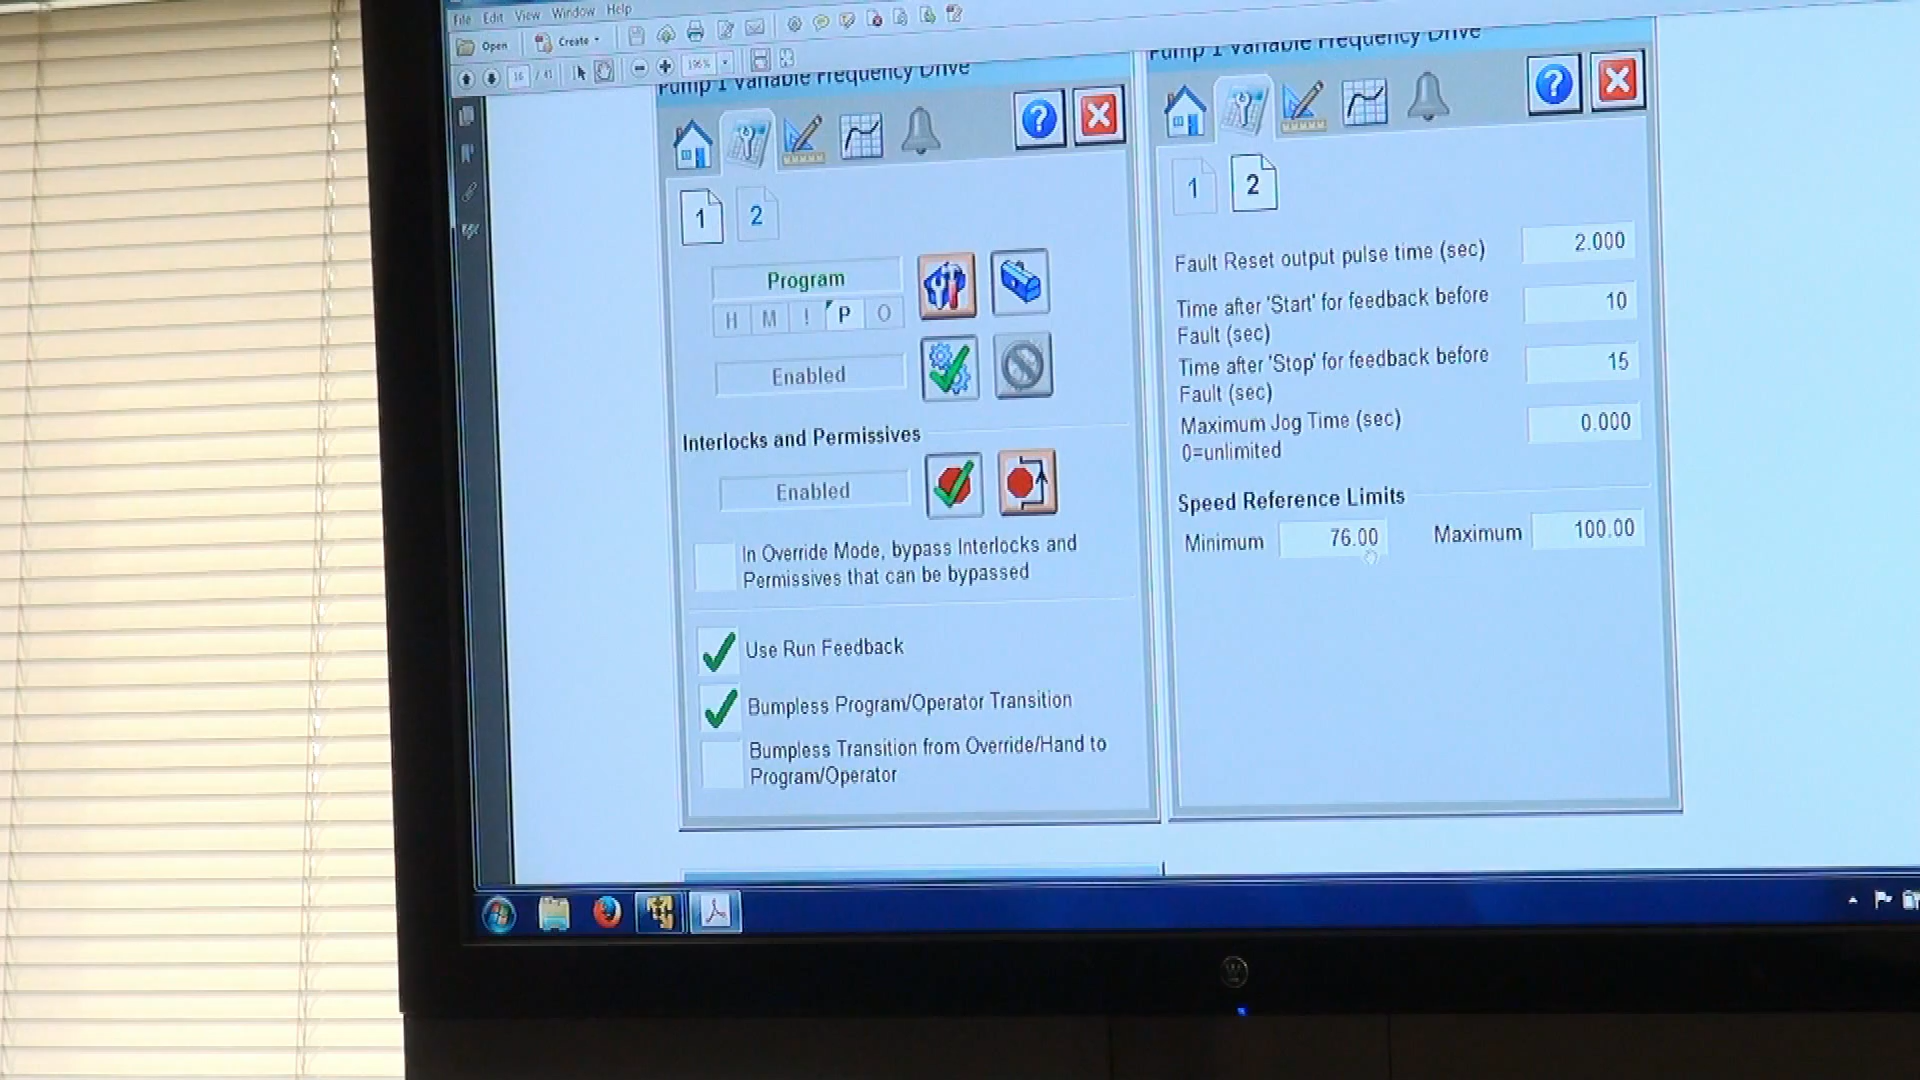 File Edit View Window Help
Open Create
16 / 41 196%
Pump 1 Variable Frequency Drive
1 2
Program
H M ! P O
Enabled
Interlocks and Permissives
Enabled
In Override Mode, bypass Interlocks and
Permissives that can be bypassed
Use Run Feedback
Bumpless Program/Operator Transition
Bumpless Transition from Override/Hand to
Program/Operator
Pump 1 Variable Frequency Drive
1 2
Fault Reset output pulse time (sec) 2.000
Time after 'Start' for feedback before
Fault (sec) 10
Time after 'Stop' for feedback before
Fault (sec) 15
Maximum Jog Time (sec) 0.000
0=unlimited
Speed Reference Limits
Minimum 76.00 Maximum 100.00